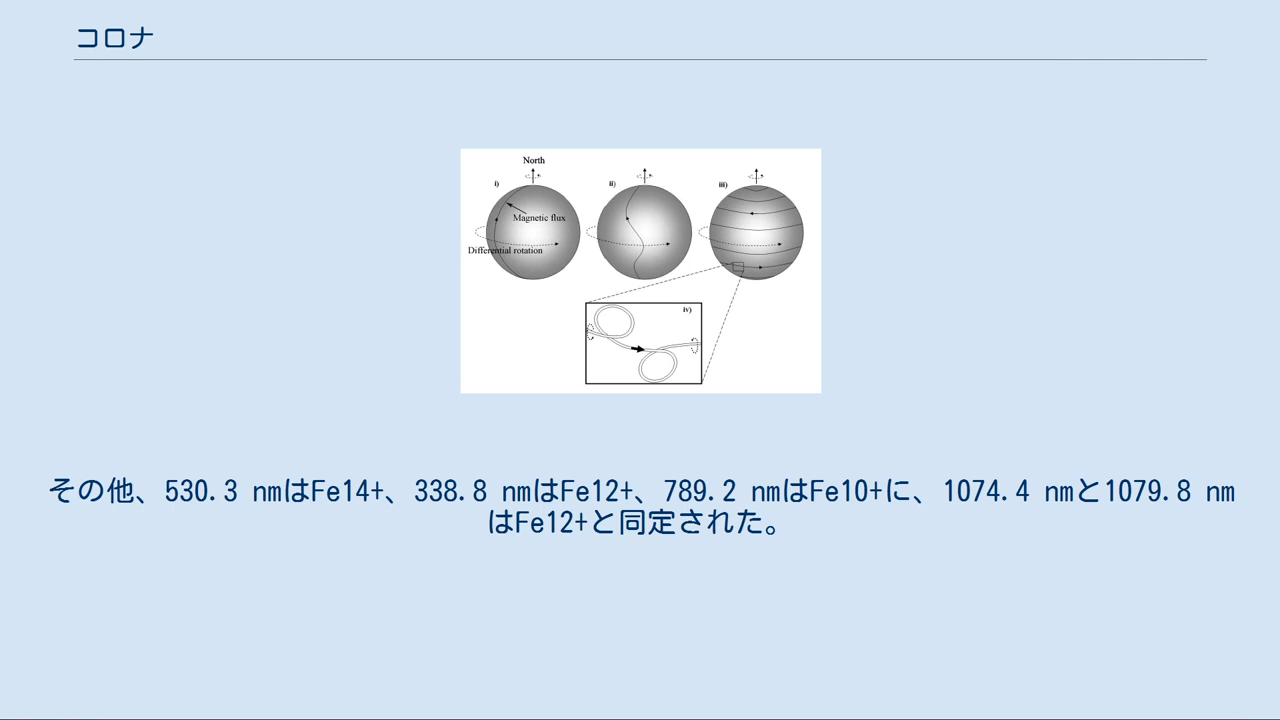 コロナ
North
i)
ii)
iii)
Magnetic flux
Differential rotation
iv)
その他、530.3 nmはFe14+、338.8 nmはFe12+、789.2 nmはFe10+に、1074.4 nmと1079.8 nm
はFe12+と同定された。